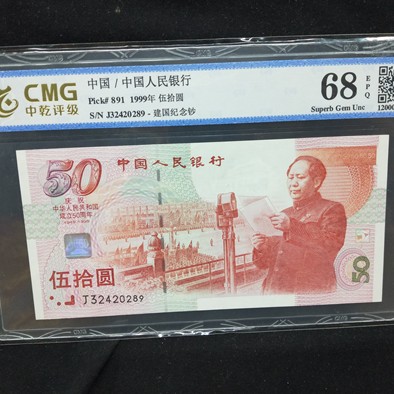 CMG
中乾评级
中国 / 中国人民银行
Pick# 891 1999年 伍拾圆
S/N J32420289 - 建国纪念钞
68
EPQ
Superb Gem Unc
中国人民银行
50
庆祝
中华人民共和国
成立50周年
伍拾圆
J32420289
50